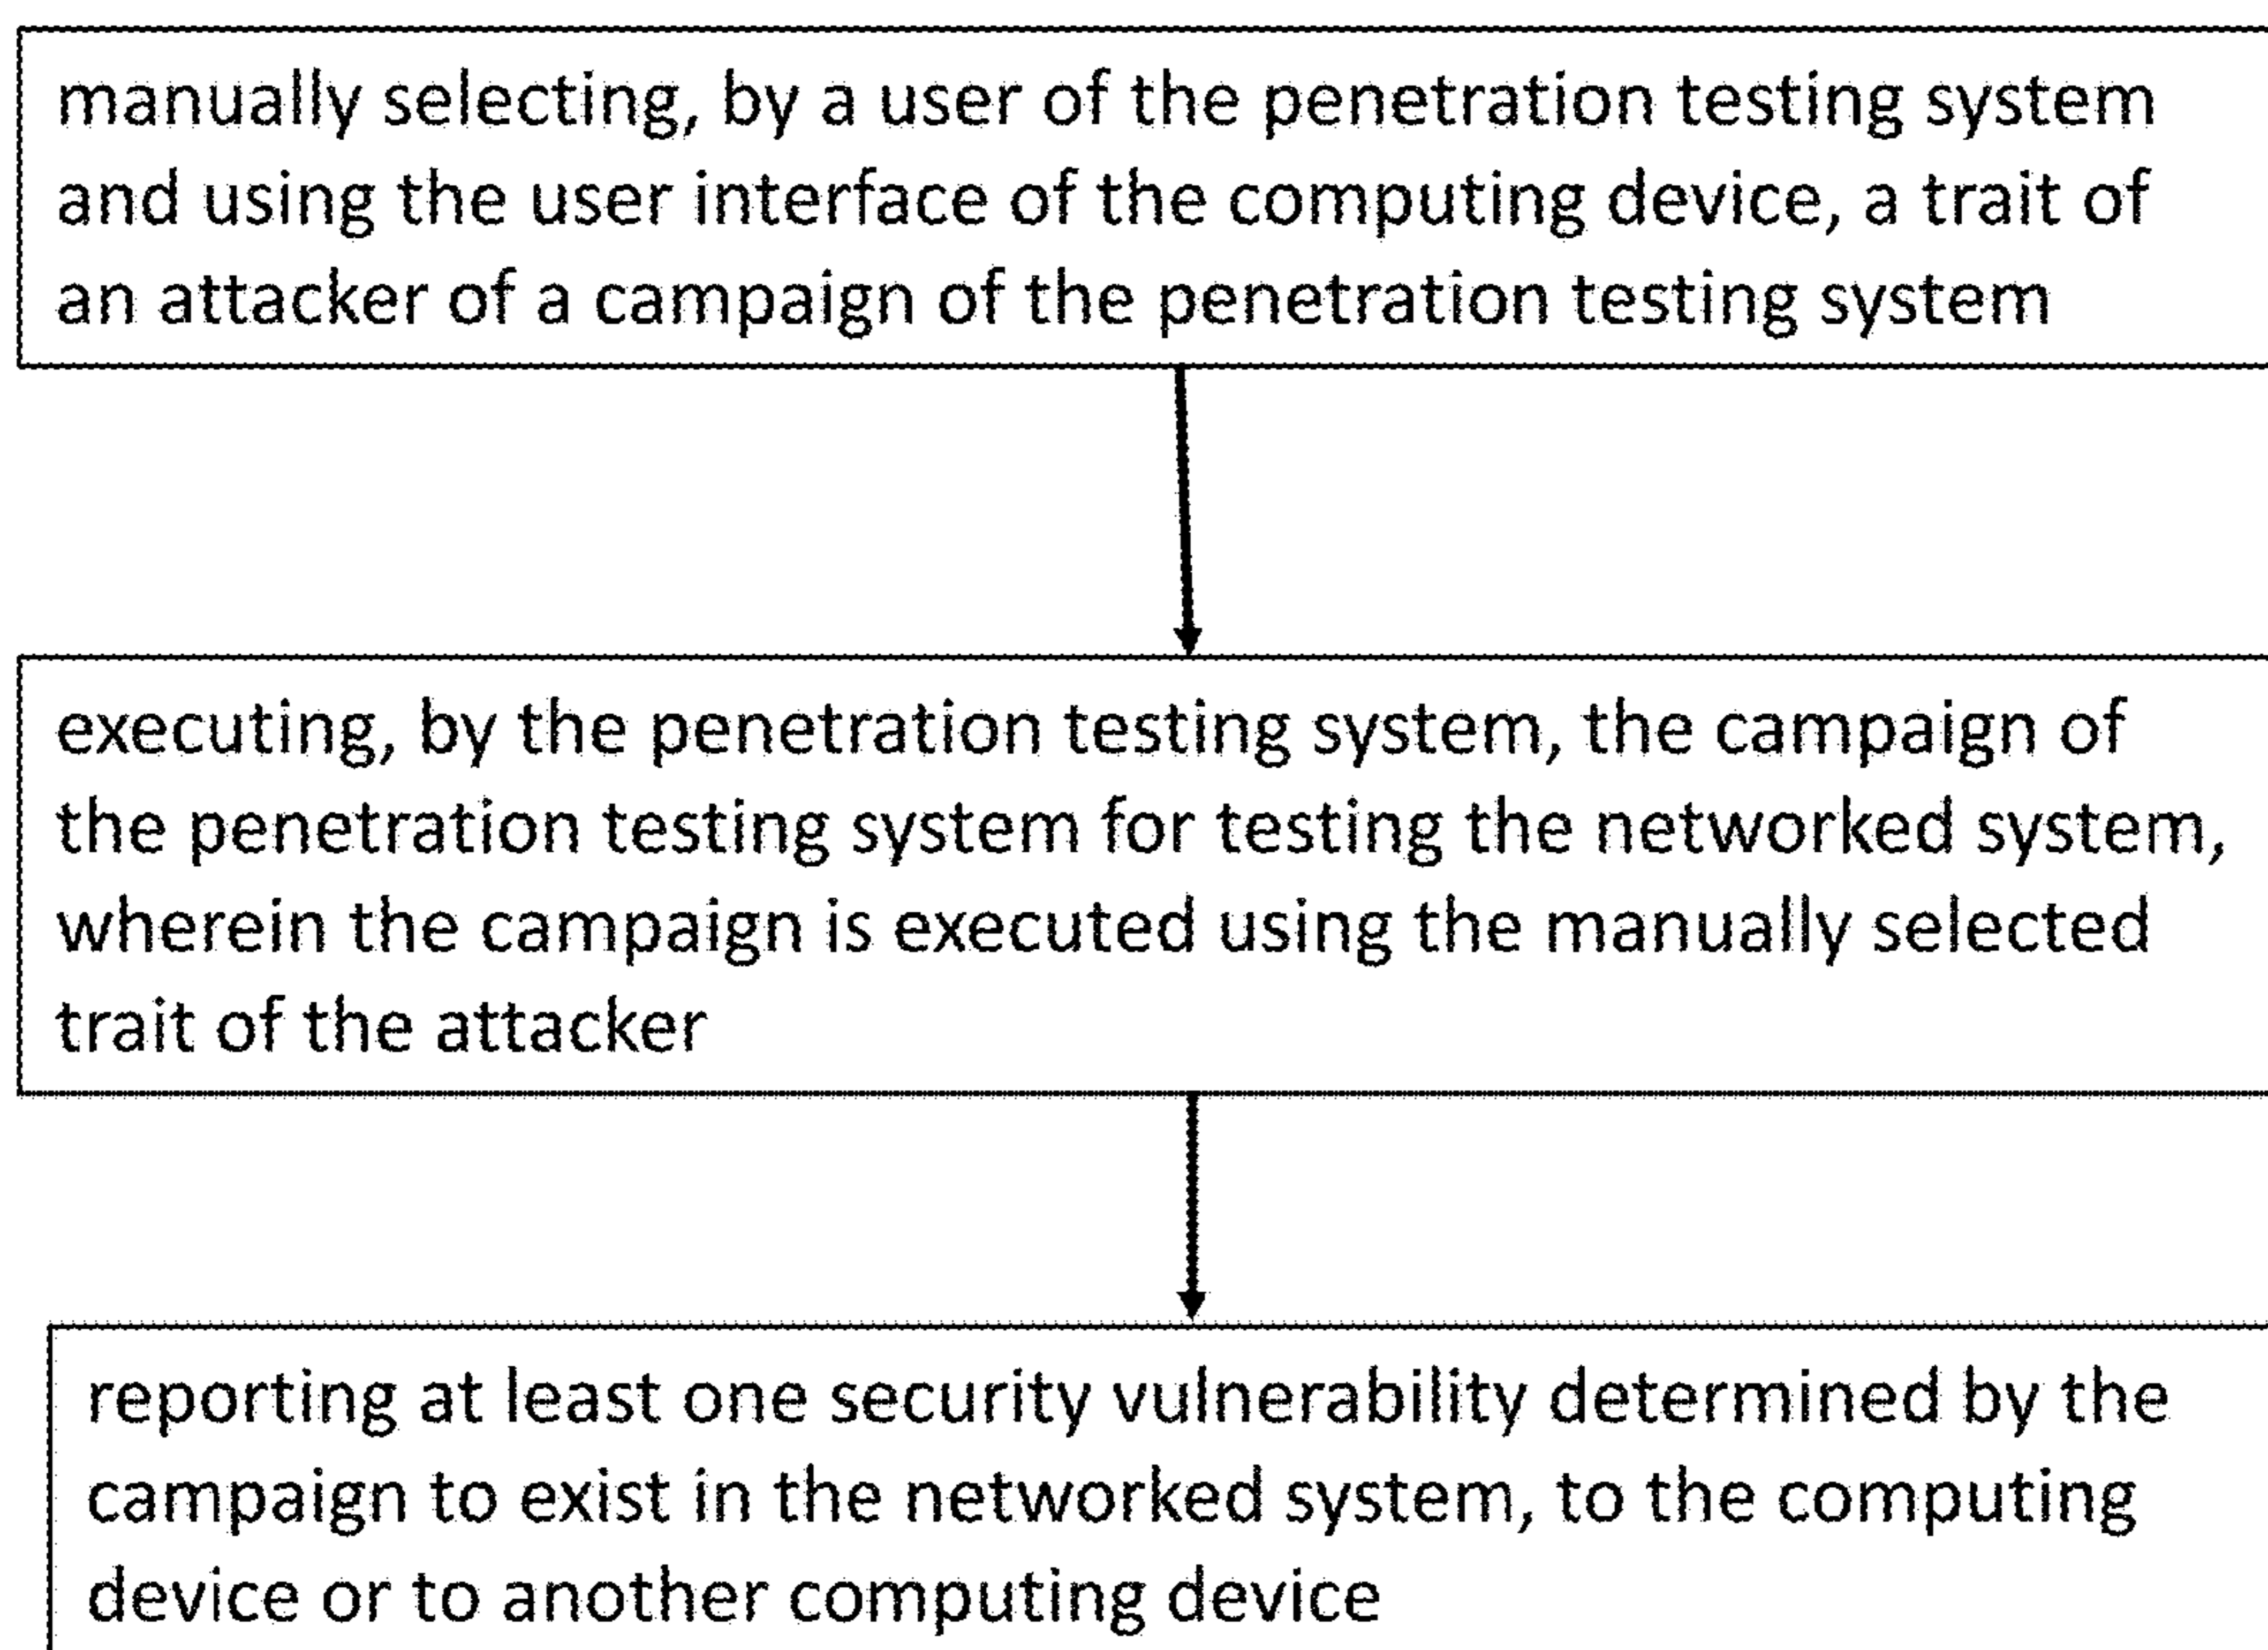 manually selecting, by a user of the penetration testing system
and using the user interface of the computing device, a trait of
an attacker of a campaign of the penetration testing system
executing, by the penetration testing system, the campaign of
the penetration testing system for testing the networked system,
wherein the campaign is executed using the manually selected
trait of the attacker
reporting at least one security vulnerability determined by the
campaign to exist in the networked system, to the computing
device or to another computing device